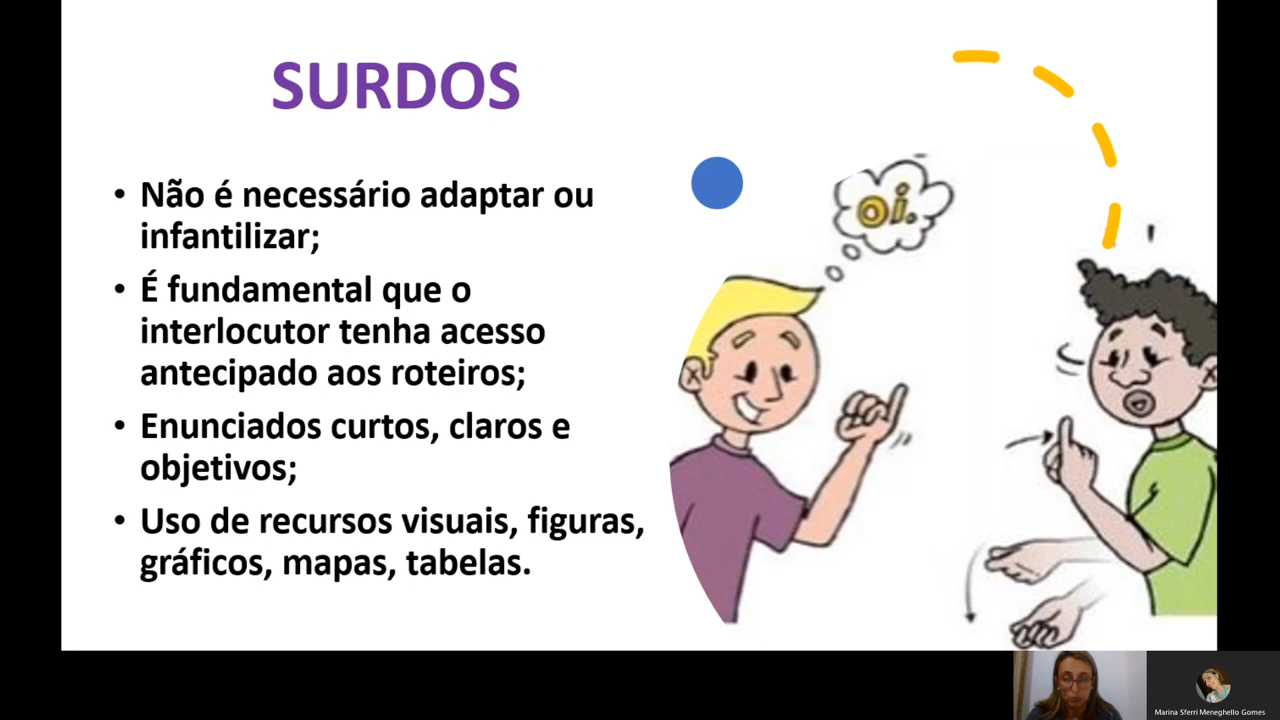 SURDOS
• Não é necessário adaptar ou
infantilizar;
• É fundamental que o
interlocutor tenha acesso
antecipado aos roteiros;
• Enunciados curtos, claros e
objetivos;
• Uso de recursos visuais, figuras,
gráficos, mapas, tabelas.
oi.
Marina Sferri Meneghello Gomes